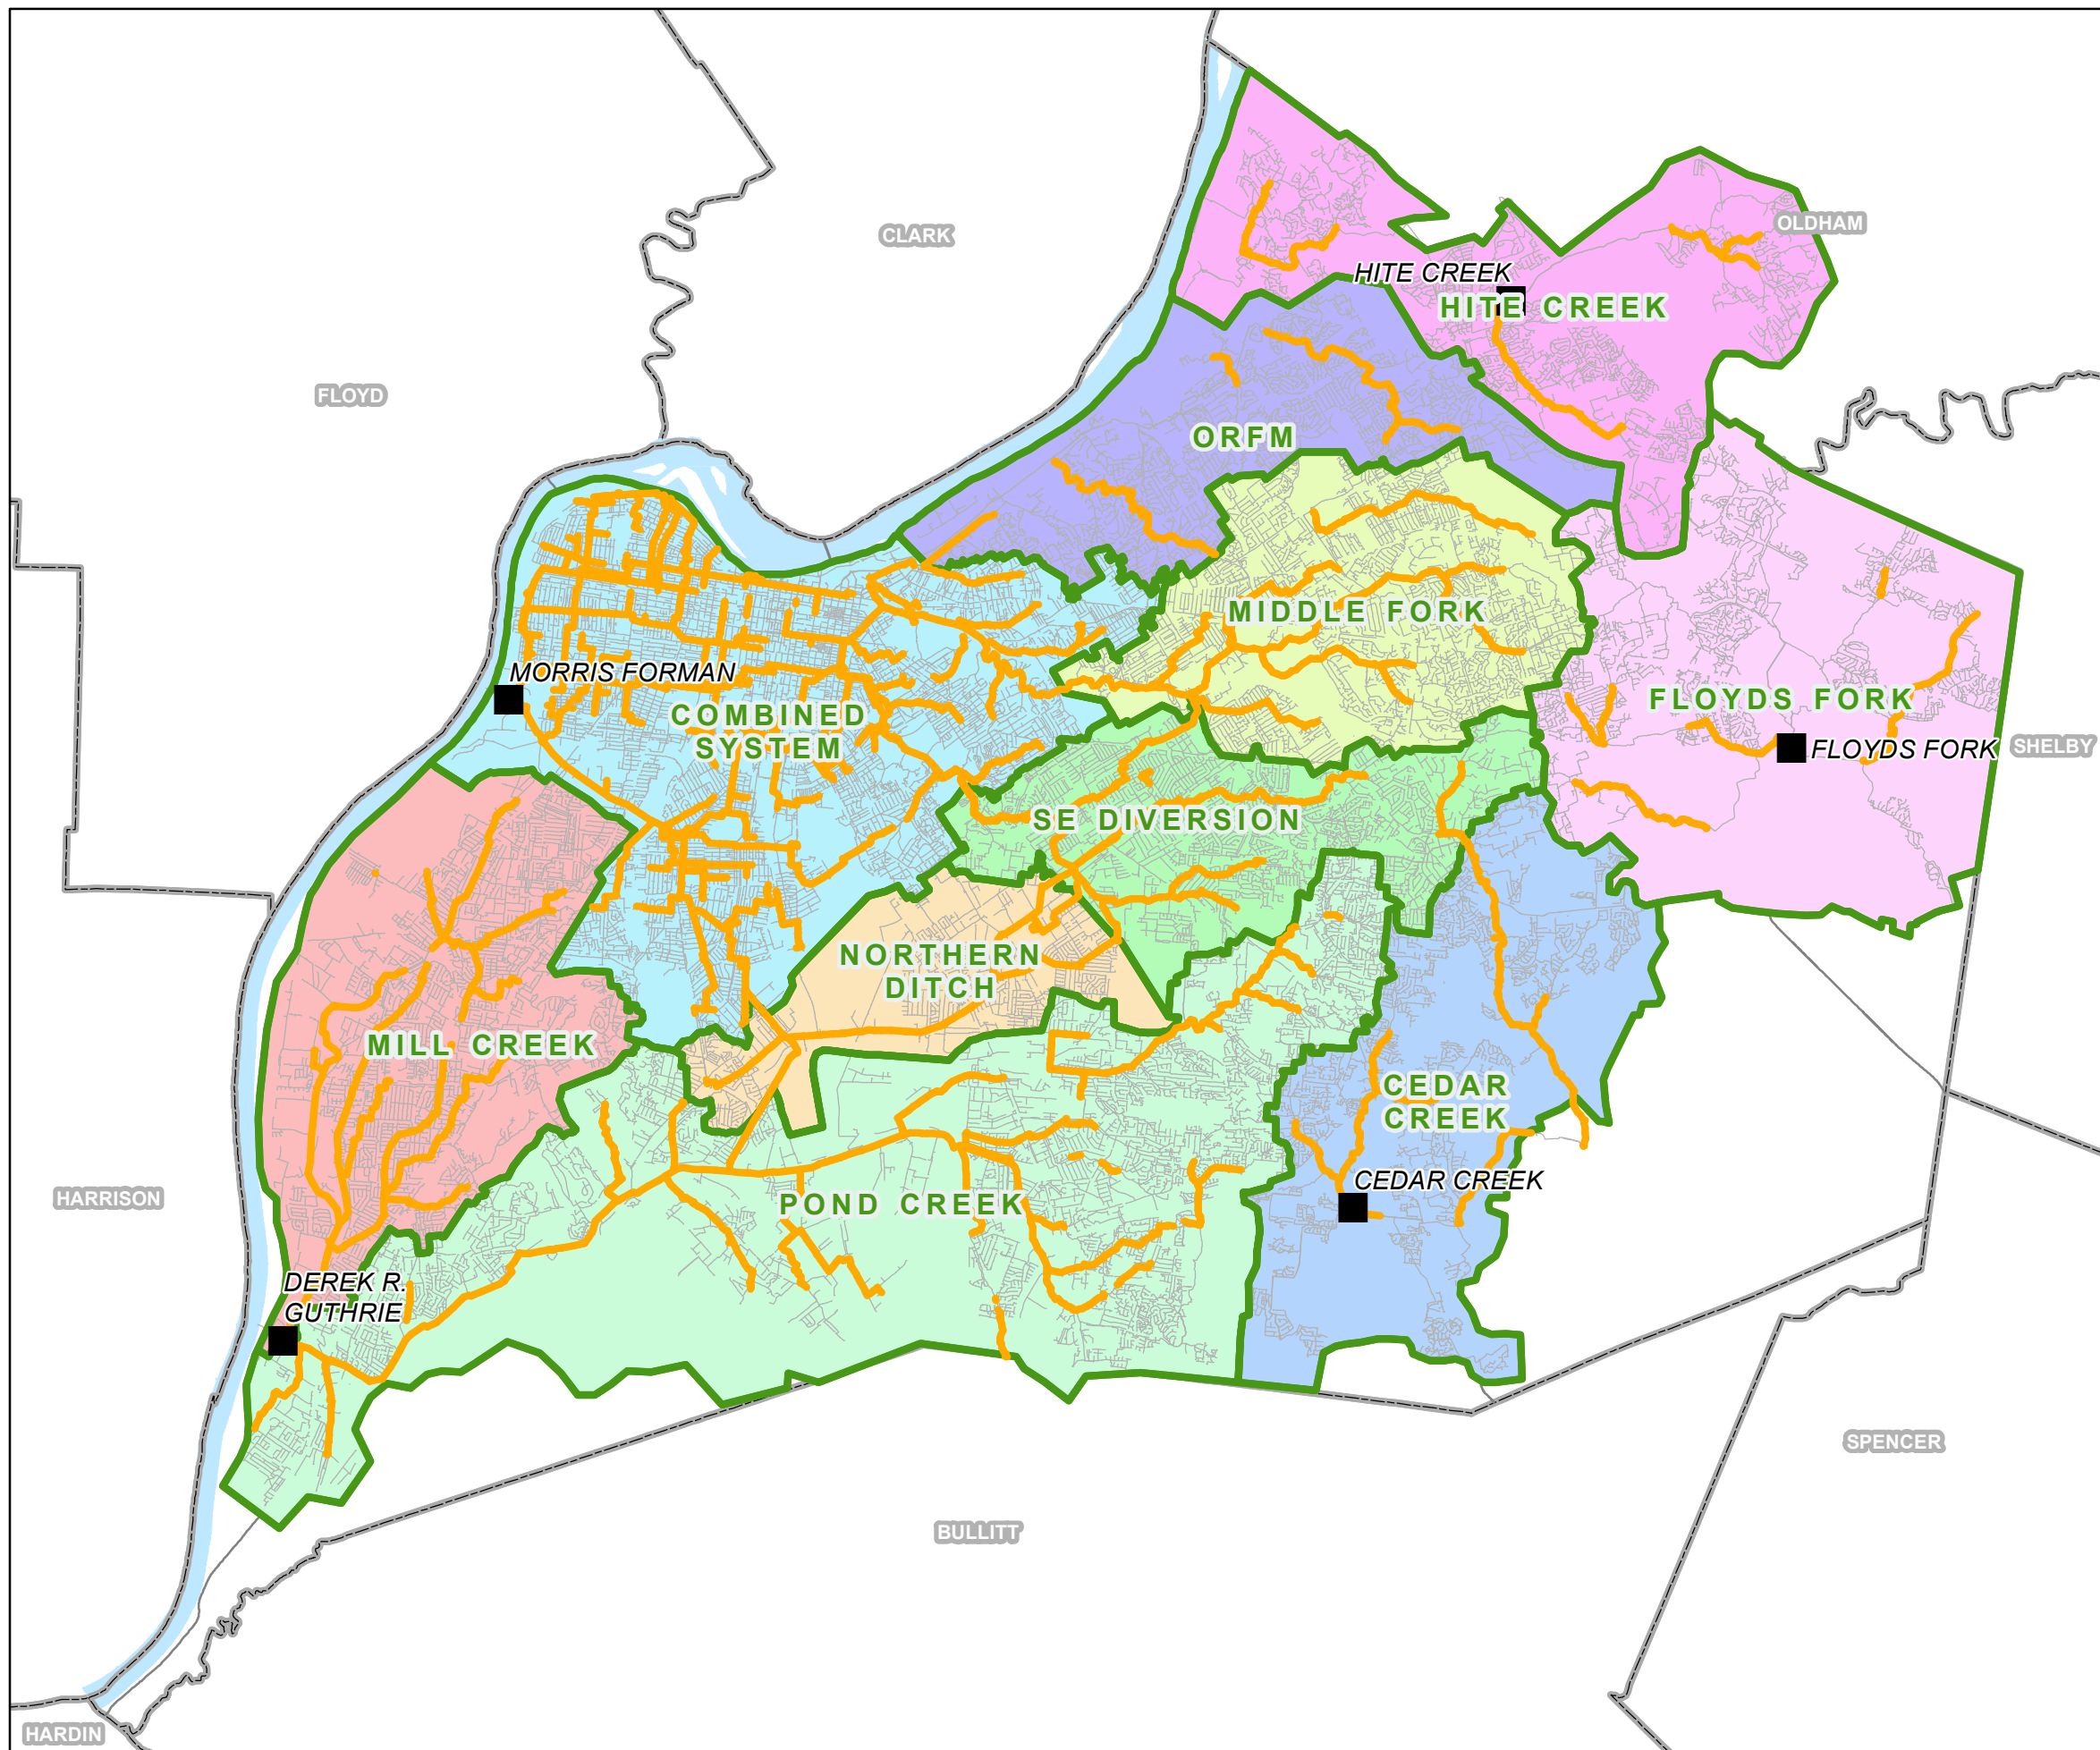 CLARK
OLDHAM
HITE CREEK
HITE CREEK
FLOYD
ORFM
MIDDLE FORK
MORRIS FORMAN
FLOYDS FORK
COMBINED
SYSTEM
FLOYDS FORK
SHELBY
SE DIVERSION
NORTHERN
DITCH
MILL CREEK
CEDAR
CREEK
CEDAR CREEK
HARRISON
POND CREEK
DEREK R.
GUTHRIE
SPENCER
BULLITT
HARDIN